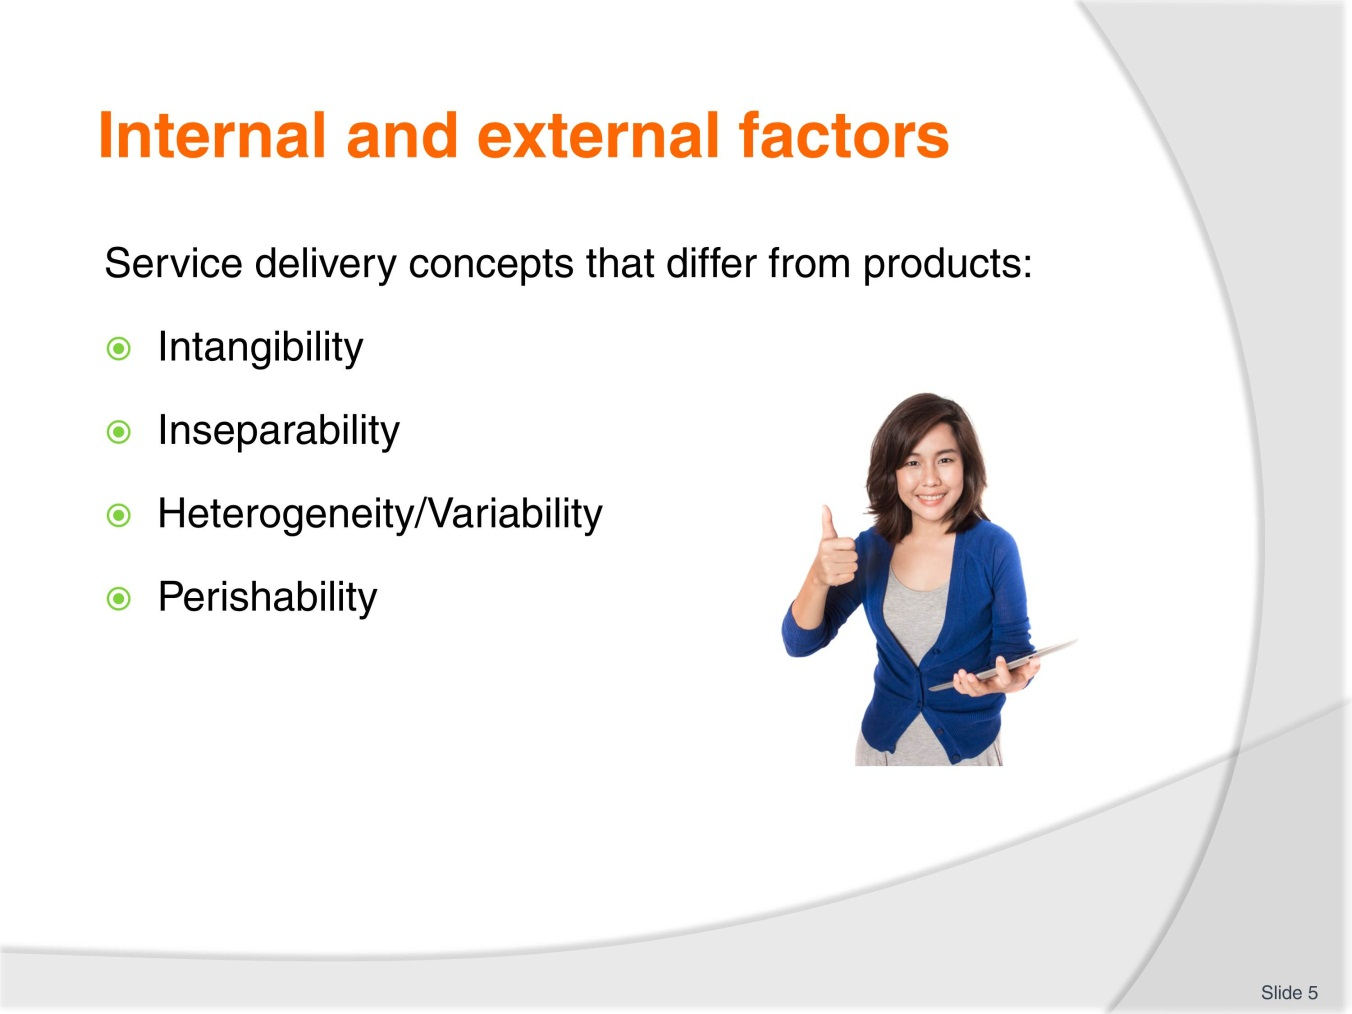 Internal and external factors
Service delivery concepts that differ from products:
Intangibility
Inseparability
Heterogeneity/Variability
Perishability
Slide 5